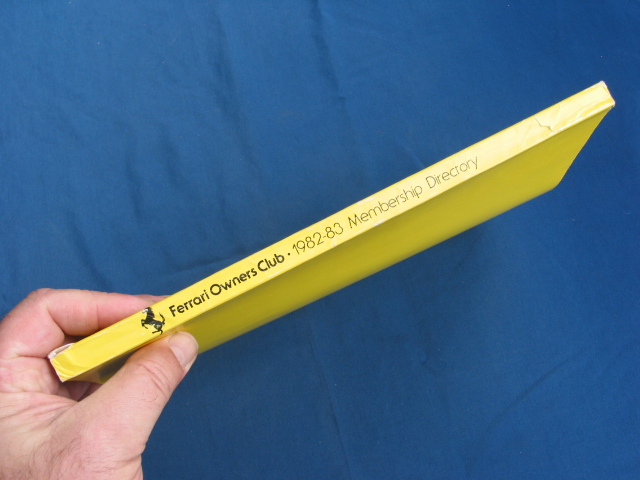 Ferrari Owners Club • 1982-83 Membership Directory